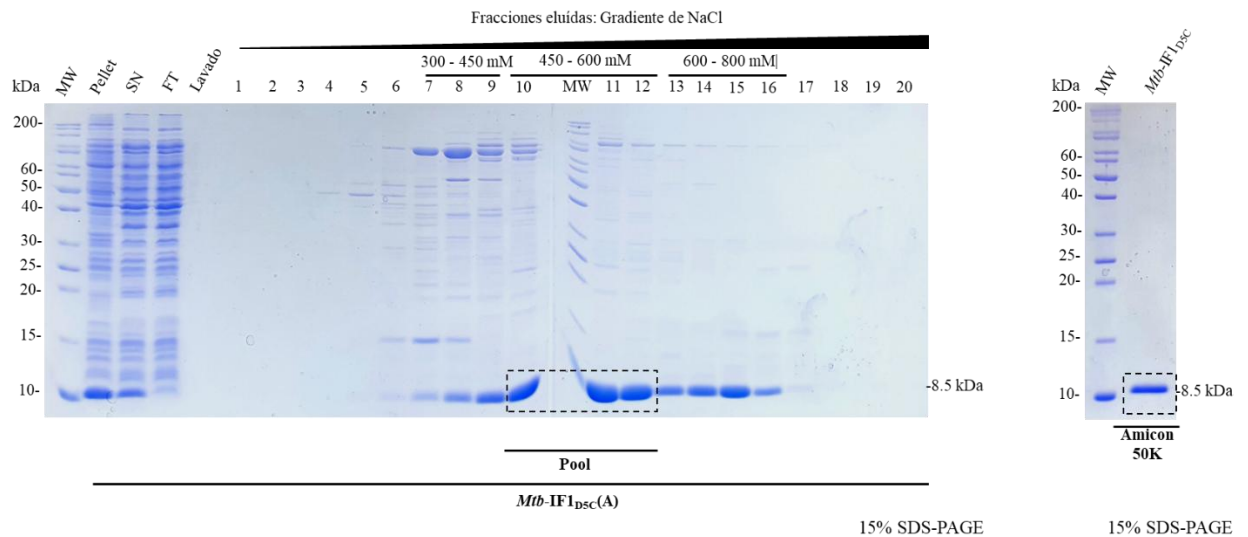 Fracciones eluídas: Gradiente de NaCl
300 - 450 mM 450 - 600 mM 600 - 800 mM|
kDa MW Pellet SN FT Lavado 1 2 3 4 5 6 7 8 9 10 MW 11 12 13 14 15 16 17 18 19 20
200-
60-
50-
40-
30-
25-
20-
15-
10-
-8.5 kDa
Pool
Mtb-IF1D5C(A)
15% SDS-PAGE
kDa MW Mtb-IF1D5C
200-
60-
50-
40-
30-
25-
20-
15-
10-
-8.5 kDa
Amicon
50K
15% SDS-PAGE